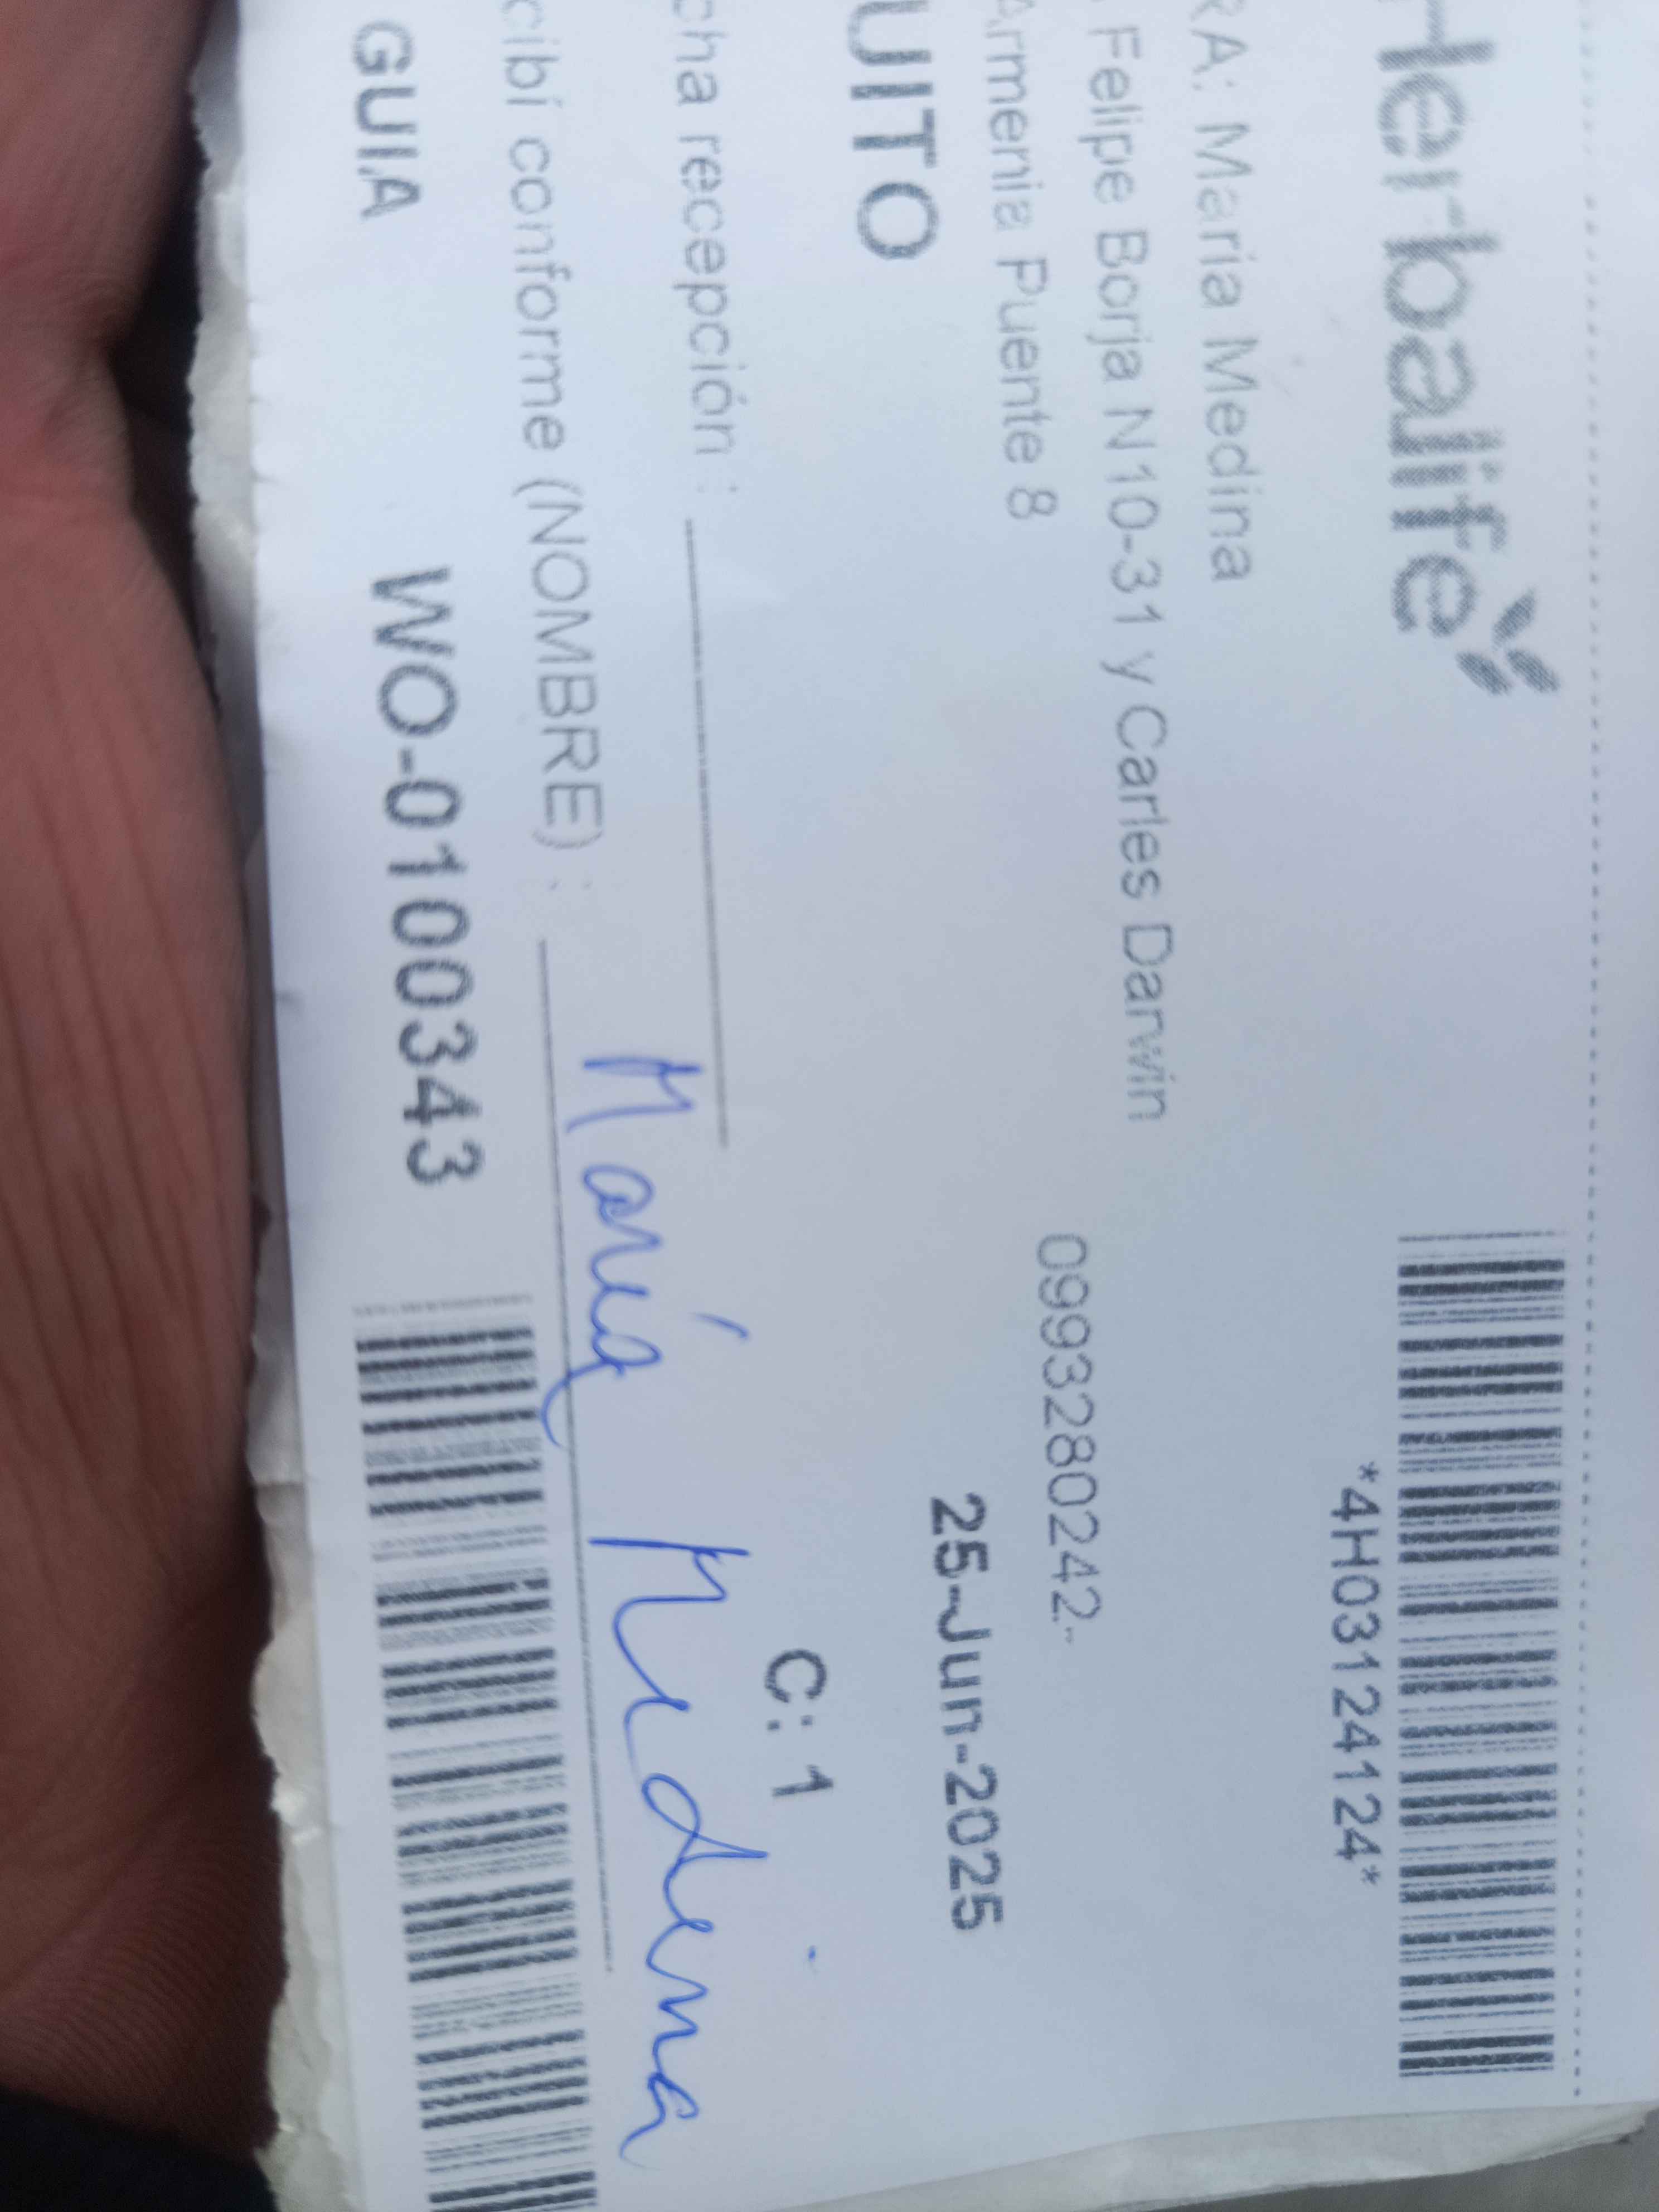 Herbalife
*4H03124124*
RA: Maria Medina
Felipe Borja N10-31 y Carles Darwin
Armenia Puente 8
0993280242-
UITO
25-Jun-2025
C: 1
cha recepción :
cibí conforme (NOMBRE) : María Medina
GUIA WO-0100343